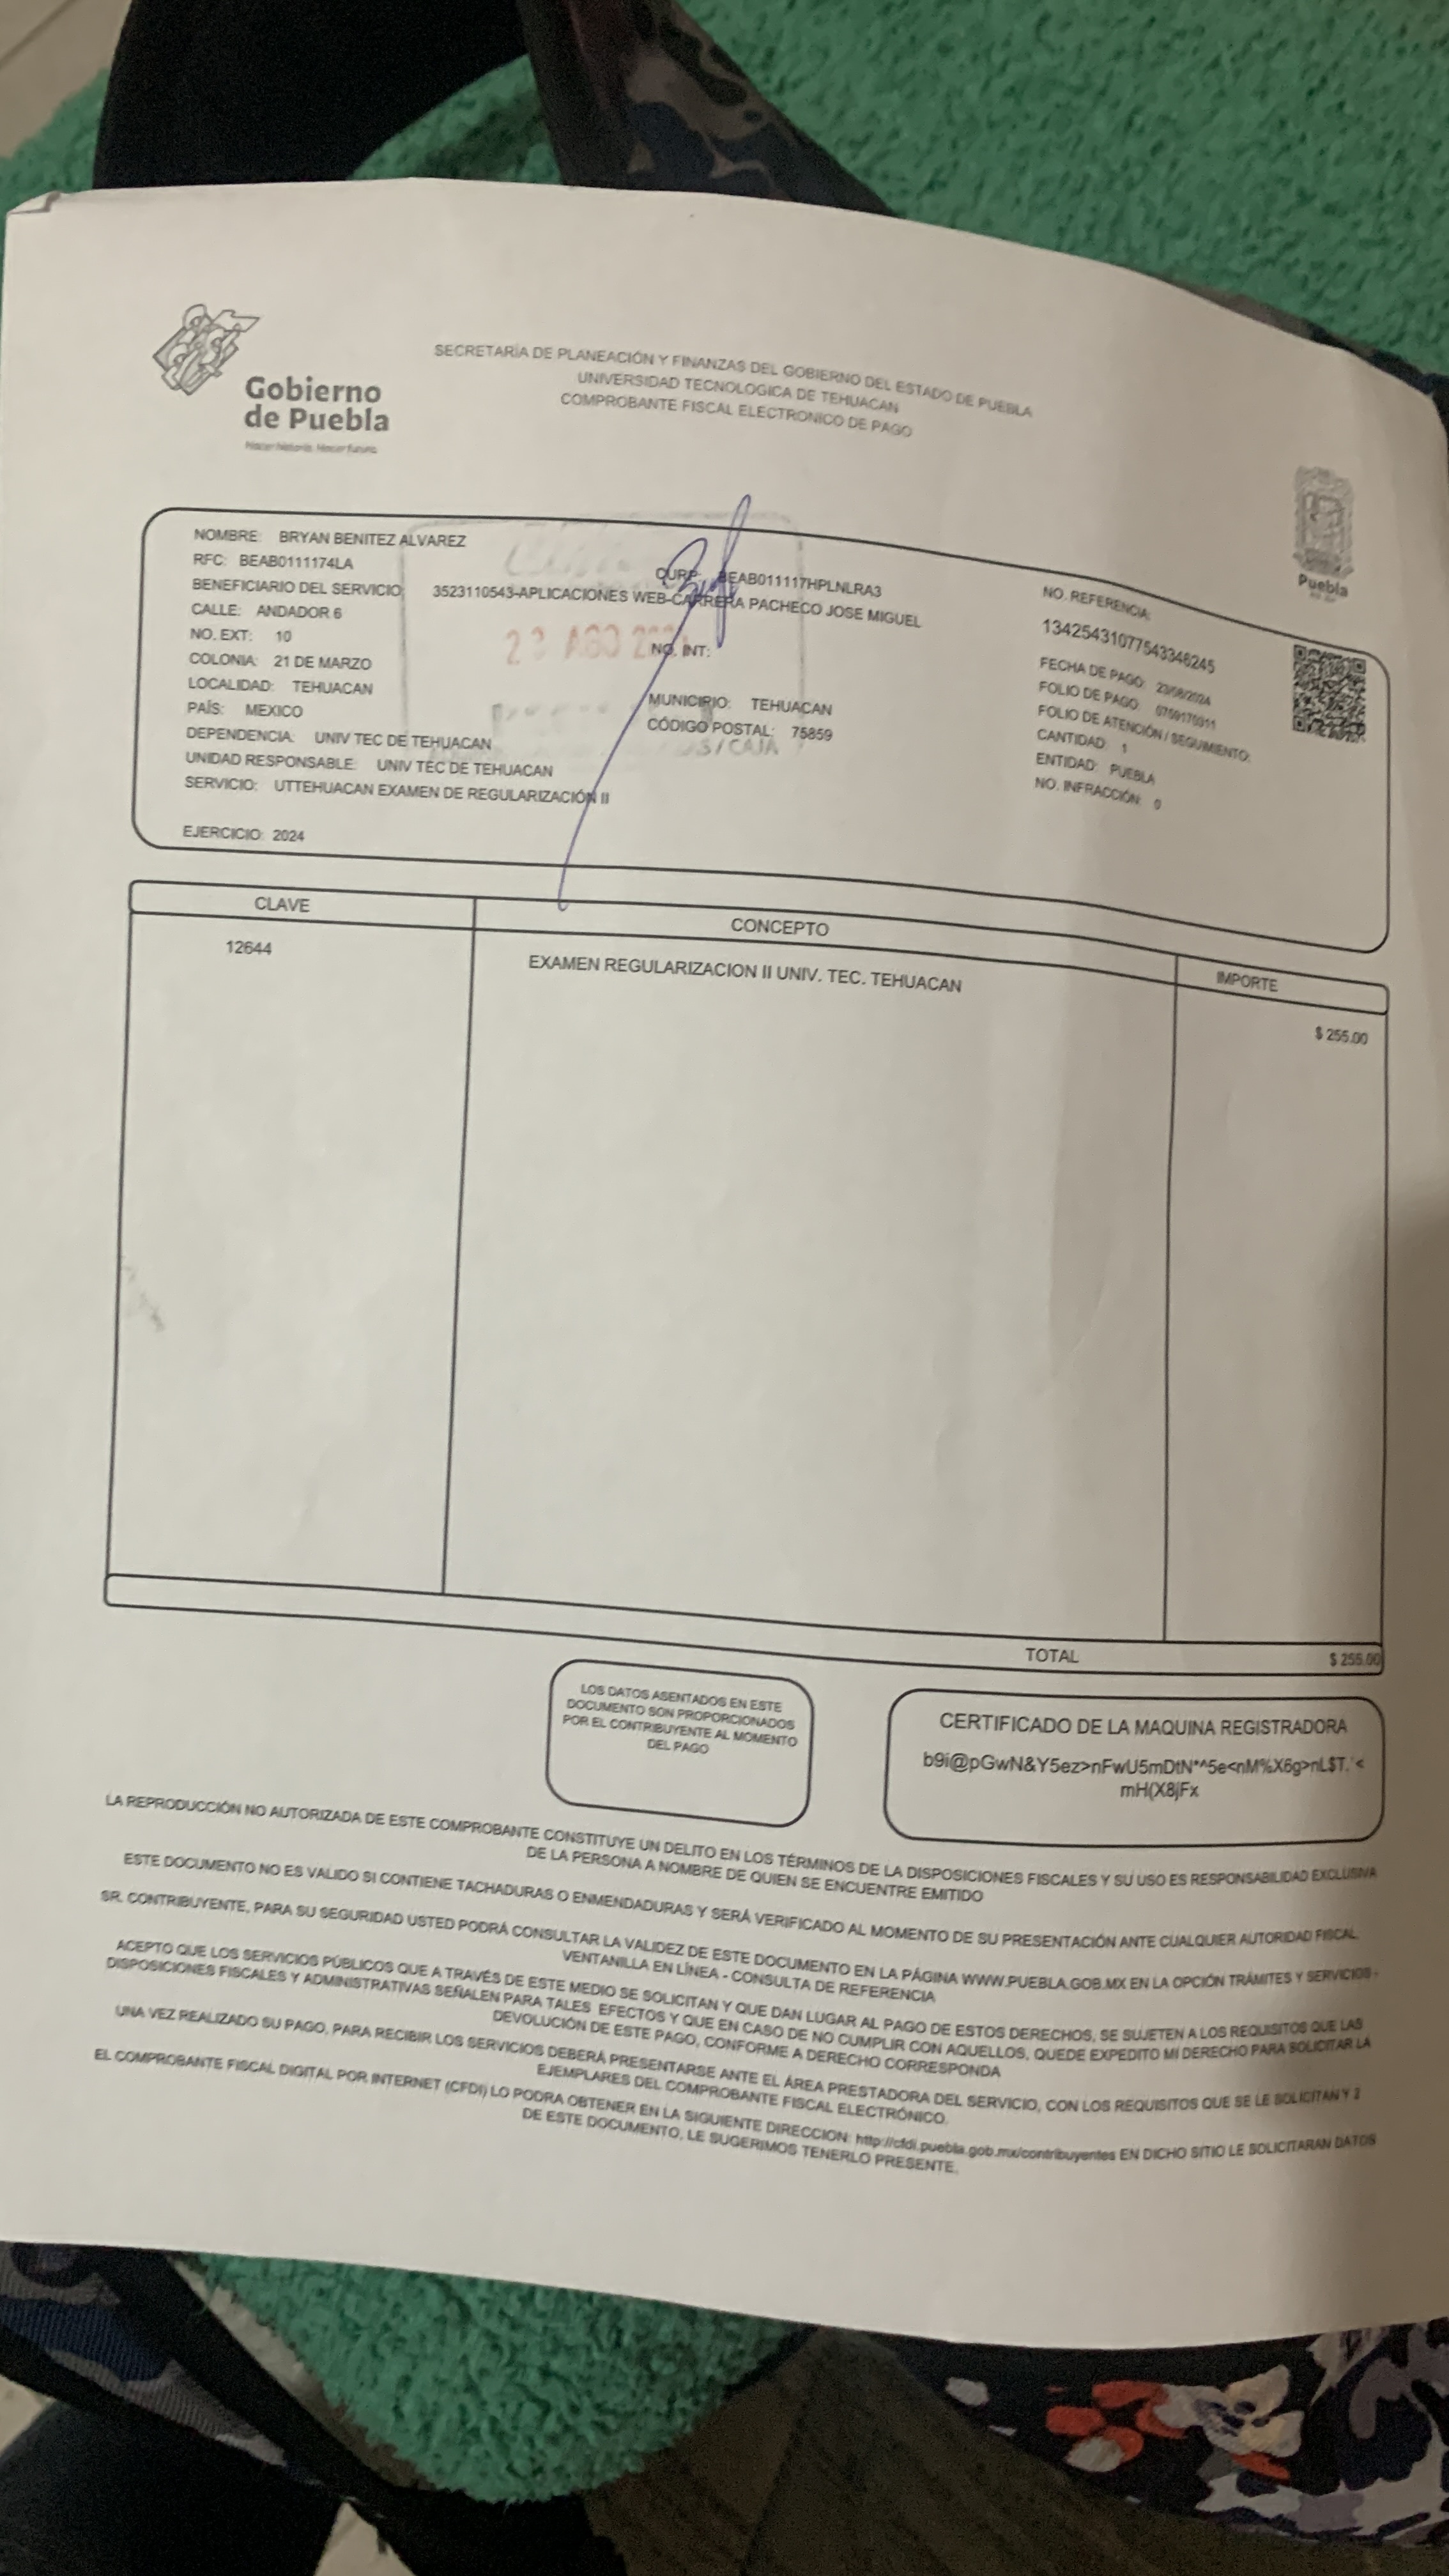 Gobierno
de Puebla
Hacer historia. Hacer futuro.
SECRETARÍA DE PLANEACIÓN Y FINANZAS DEL GOBIERNO DEL ESTADO DE PUEBLA
UNIVERSIDAD TECNOLOGICA DE TEHUACAN
COMPROBANTE FISCAL ELECTRONICO DE PAGO
Puebla
NOMBRE: BRYAN BENITEZ ALVAREZ
RFC: BEAB0111174LA CURP: BEAB011117HPLNLRA3
BENEFICIARIO DEL SERVICIO: 3523110543-APLICACIONES WEB-CARRERA PACHECO JOSE MIGUEL
CALLE: ANDADOR 6
NO. EXT: 10 NO. INT:
COLONIA: 21 DE MARZO
LOCALIDAD: TEHUACAN MUNICIPIO: TEHUACAN
PAÍS: MEXICO CÓDIGO POSTAL: 75859
DEPENDENCIA: UNIV TEC DE TEHUACAN
UNIDAD RESPONSABLE: UNIV TEC DE TEHUACAN
SERVICIO: UTTEHUACAN EXAMEN DE REGULARIZACIÓN II
EJERCICIO: 2024
23 AGO
/ CAJA
NO. REFERENCIA:
13425431077543346245
FECHA DE PAGO: 23/08/2024
FOLIO DE PAGO: 0759170311
FOLIO DE ATENCIÓN / SEGUIMIENTO:
CANTIDAD: 1
ENTIDAD: PUEBLA
NO. INFRACCIÓN: 0
CLAVE CONCEPTO IMPORTE
12644 EXAMEN REGULARIZACION II UNIV. TEC. TEHUACAN $ 255.00
TOTAL $ 255.00
LOS DATOS ASENTADOS EN ESTE
DOCUMENTO SON PROPORCIONADOS
POR EL CONTRIBUYENTE AL MOMENTO
DEL PAGO
CERTIFICADO DE LA MAQUINA REGISTRADORA
b9i@pGwN&Y5ez>nFwU5mDtN*^5e<nM%X6g>nL$T.'<
mH(X8jFx
LA REPRODUCCIÓN NO AUTORIZADA DE ESTE COMPROBANTE CONSTITUYE UN DELITO EN LOS TÉRMINOS DE LA DISPOSICIONES FISCALES Y SU USO ES RESPONSABILIDAD EXCLUSIVA
DE LA PERSONA A NOMBRE DE QUIEN SE ENCUENTRE EMITIDO
ESTE DOCUMENTO NO ES VALIDO SI CONTIENE TACHADURAS O ENMENDADURAS Y SERÁ VERIFICADO AL MOMENTO DE SU PRESENTACIÓN ANTE CUALQUIER AUTORIDAD FISCAL.
SR. CONTRIBUYENTE, PARA SU SEGURIDAD USTED PODRÁ CONSULTAR LA VALIDEZ DE ESTE DOCUMENTO EN LA PÁGINA WWW.PUEBLA.GOB.MX EN LA OPCIÓN TRÁMITES Y SERVICIOS -
VENTANILLA EN LÍNEA - CONSULTA DE REFERENCIA
ACEPTO QUE LOS SERVICIOS PÚBLICOS QUE A TRAVÉS DE ESTE MEDIO SE SOLICITAN Y QUE DAN LUGAR AL PAGO DE ESTOS DERECHOS, SE SUJETEN A LOS REQUISITOS QUE LAS
DISPOSICIONES FISCALES Y ADMINISTRATIVAS SEÑALEN PARA TALES EFECTOS Y QUE EN CASO DE NO CUMPLIR CON AQUELLOS, QUEDE EXPEDITO MI DERECHO PARA SOLICITAR LA
DEVOLUCIÓN DE ESTE PAGO, CONFORME A DERECHO CORRESPONDA
UNA VEZ REALIZADO SU PAGO, PARA RECIBIR LOS SERVICIOS DEBERÁ PRESENTARSE ANTE EL ÁREA PRESTADORA DEL SERVICIO, CON LOS REQUISITOS QUE SE LE SOLICITAN Y 2
EJEMPLARES DEL COMPROBANTE FISCAL ELECTRÓNICO.
EL COMPROBANTE FISCAL DIGITAL POR INTERNET (CFDI) LO PODRA OBTENER EN LA SIGUIENTE DIRECCION: http://cfdi.puebla.gob.mx/contribuyentes EN DICHO SITIO LE SOLICITARAN DATOS
DE ESTE DOCUMENTO, LE SUGERIMOS TENERLO PRESENTE.